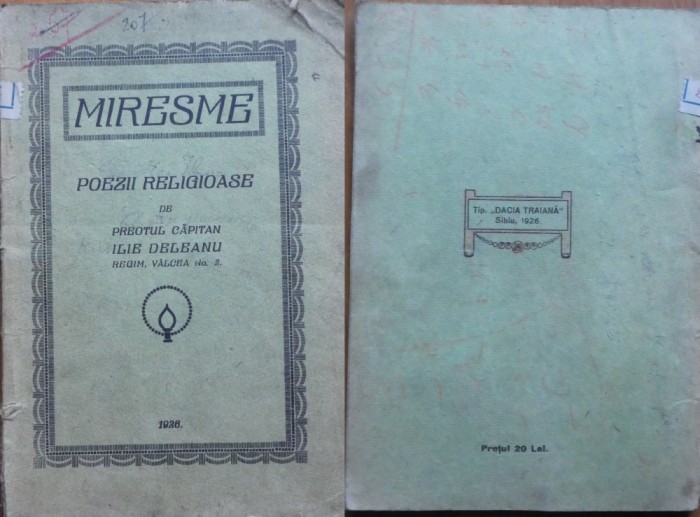 207
MIRESME
POEZII RELIGIOASE
DE
PREOTUL CĂPITAN
ILIE DELEANU
REGIM. VÂLCEA No. 2.
1926.
Tip. „DACIA TRAIANĂ"
Sibiu, 1926.
Prețul 20 Lei.